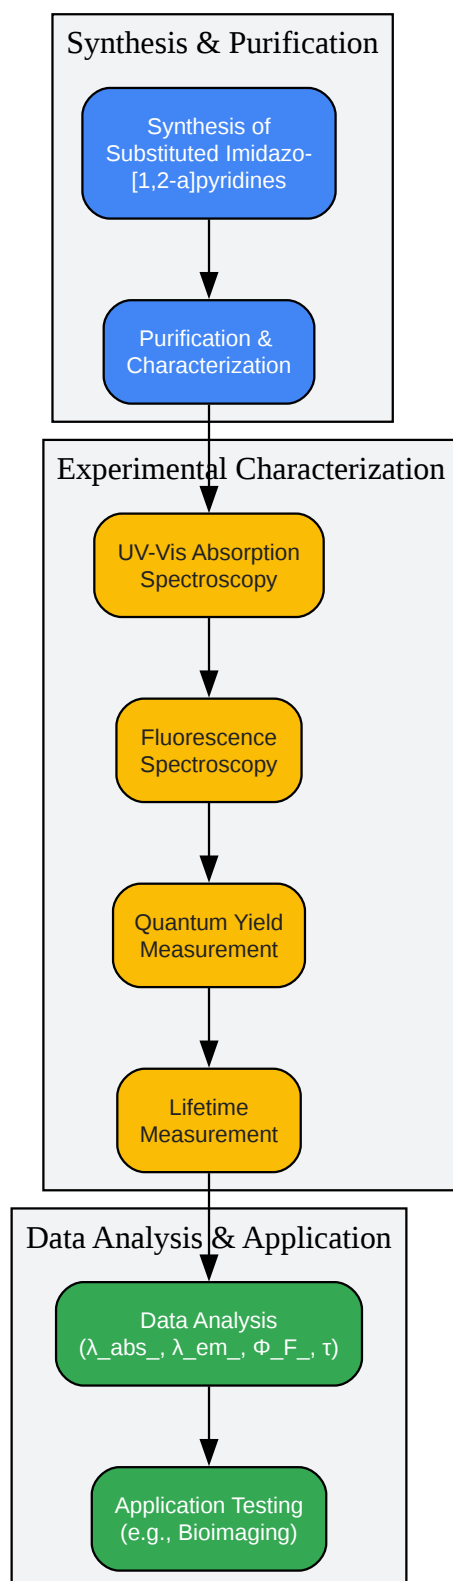 Synthesis & Purification
Synthesis of
Substituted Imidazo-
[1,2-a]pyridines
Purification &
Characterization
Experimental Characterization
UV-Vis Absorption
Spectroscopy
Fluorescence
Spectroscopy
Quantum Yield
Measurement
Lifetime
Measurement
Data Analysis & Application
Data Analysis
(λ_abs_, λ_em_, Φ_F_, τ)
Application Testing
(e.g., Bioimaging)